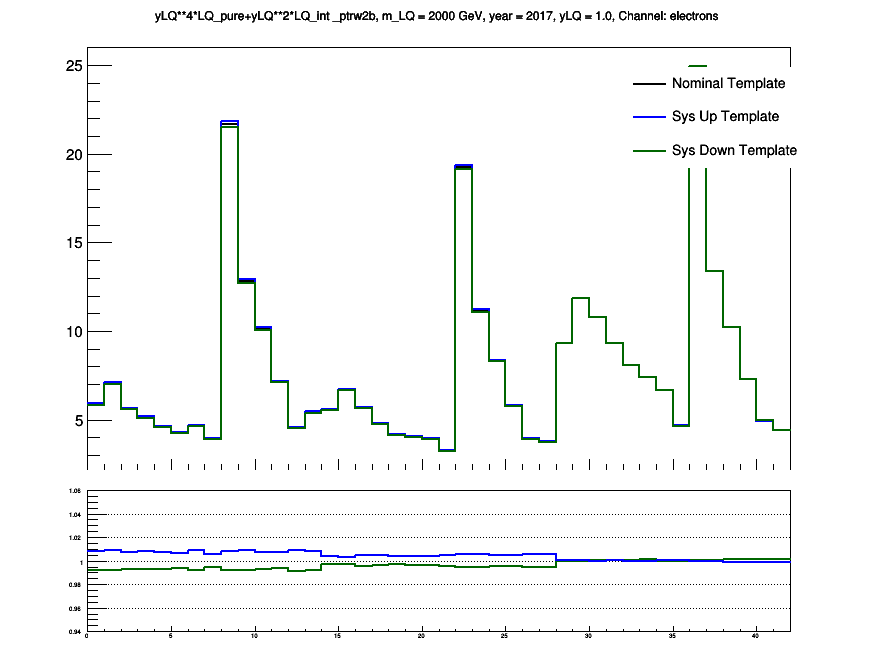 yLQ**4*LQ_pure+yLQ**2*LQ_int _ptrw2b, m_LQ = 2000 GeV, year = 2017, yLQ = 1.0, Channel: electrons
25
Nominal Template
Sys Up Template
Sys Down Template
20
15
10
5
1.06
1.04
1.02
1
0.98
0.96
0.94
0 5 10 15 20 25 30 35 40